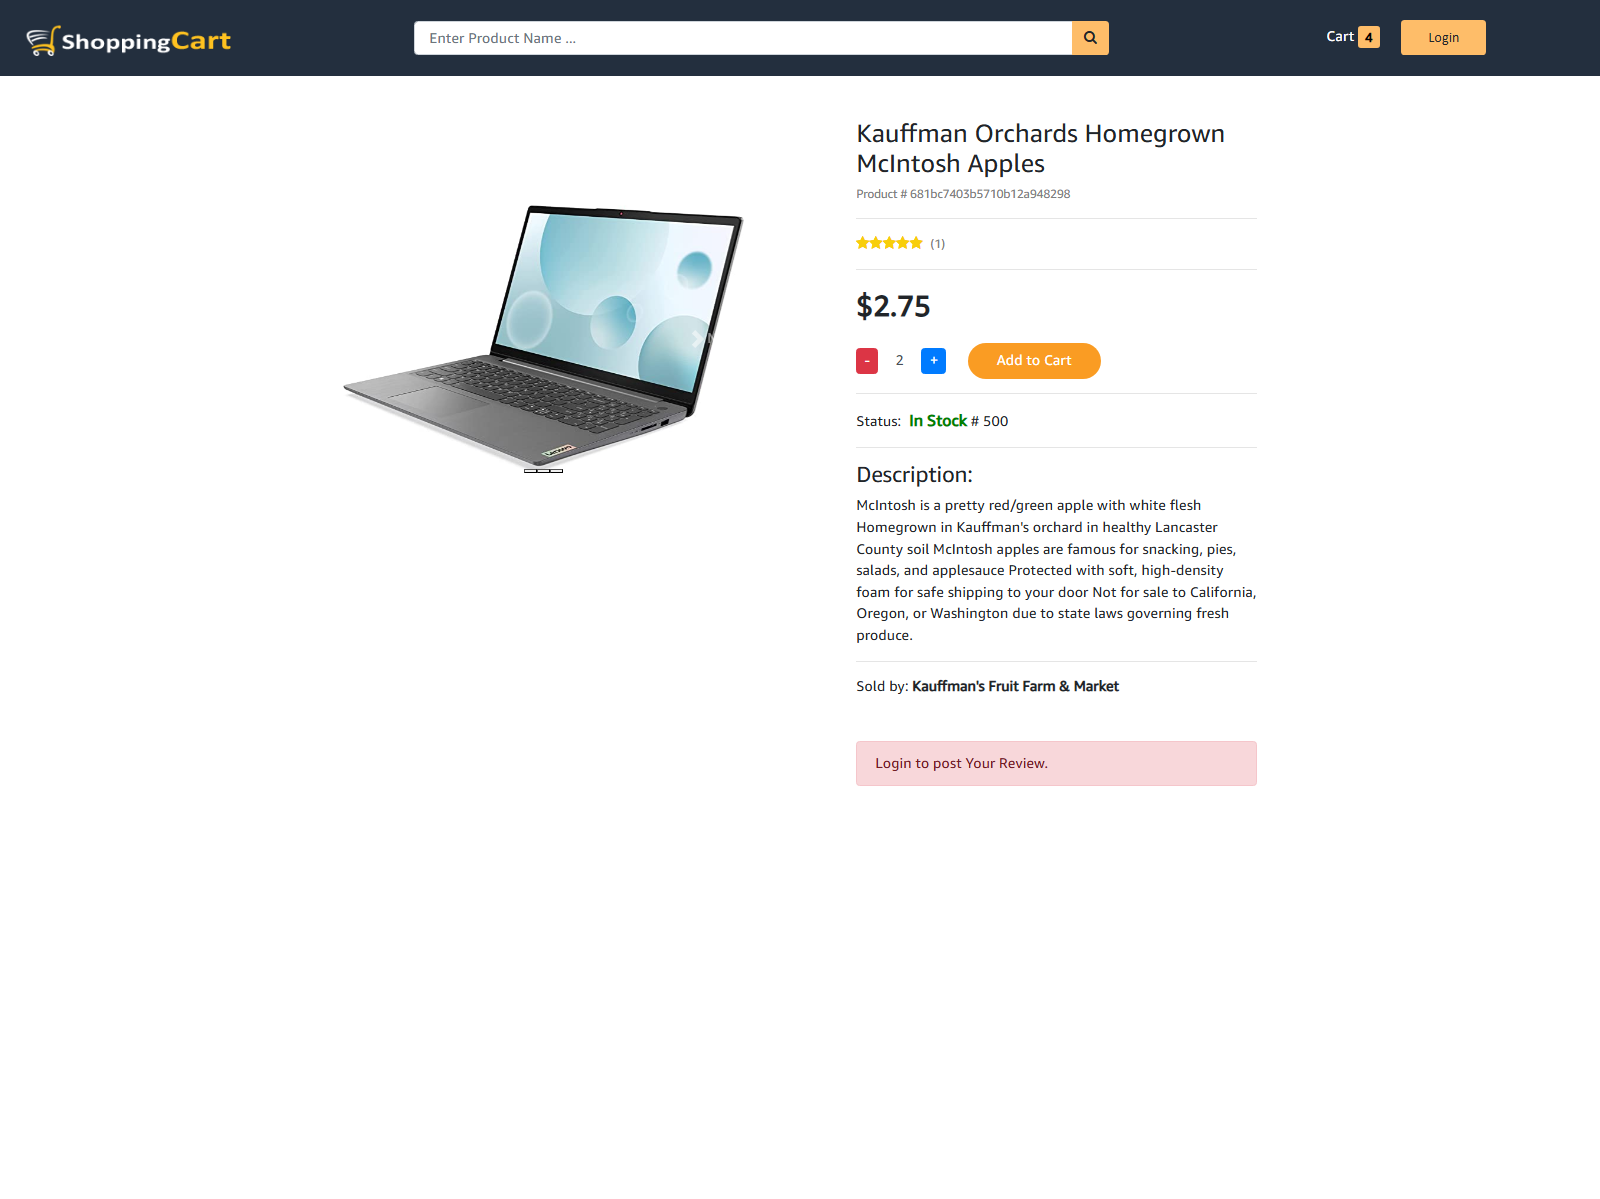 ShoppingCart
Enter Product Name ...
Cart 4
Login
Kauffman Orchards Homegrown
McIntosh Apples
Product # 681bc7403b5710b12a948298
(1)
$2.75
- 2 + Add to Cart
Status: In Stock # 500
Description:
McIntosh is a pretty red/green apple with white flesh
Homegrown in Kauffman's orchard in healthy Lancaster
County soil McIntosh apples are famous for snacking, pies,
salads, and applesauce Protected with soft, high-density
foam for safe shipping to your door Not for sale to California,
Oregon, or Washington due to state laws governing fresh
produce.
Sold by: Kauffman's Fruit Farm & Market
Login to post Your Review.
Lenovo